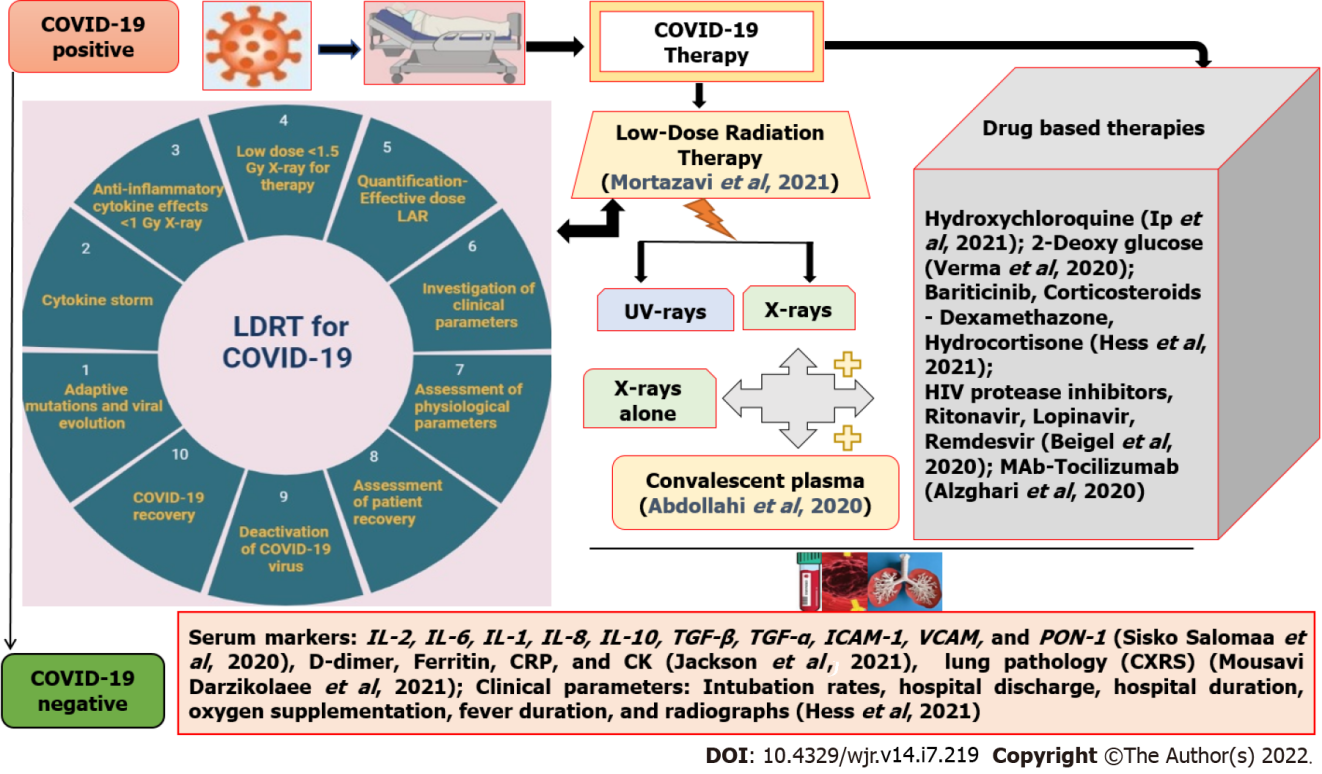 COVID-19
positive
COVID-19
Therapy
Low-Dose Radiation
Therapy
(Mortazavi et al, 2021)
UV-rays
X-rays
X-rays
alone
Convalescent plasma
(Abdollahi et al, 2020)
Drug based therapies
Hydroxychloroquine (Ip et
al, 2021); 2-Deoxy glucose
(Verma et al, 2020);
Bariticinib, Corticosteroids
- Dexamethazone,
Hydrocortisone (Hess et al,
2021);
HIV protease inhibitors,
Ritonavir, Lopinavir,
Remdesvir (Beigel et al,
2020); MAb-Tocilizumab
(Alzghari et al, 2020)
LDRT for
COVID-19
1
Adaptive
mutations and viral
evolution
2
Cytokine storm
3
Anti-inflammatory
cytokine effects
<1 Gy X-ray
4
Low dose <1.5
Gy X-ray for
therapy
5
Quantification-
Effective dose
LAR
6
Investigation of
clinical
parameters
7
Assessment of
physiological
parameters
8
Assessment
of patient
recovery
9
Deactivation
of COVID-19
virus
10
COVID-19
recovery
COVID-19
negative
Serum markers: IL-2, IL-6, IL-1, IL-8, IL-10, TGF-β, TGF-α, ICAM-1, VCAM, and PON-1 (Sisko Salomaa et
al, 2020), D-dimer, Ferritin, CRP, and CK (Jackson et al, 2021), lung pathology (CXRS) (Mousavi
Darzikolaee et al, 2021); Clinical parameters: Intubation rates, hospital discharge, hospital duration,
oxygen supplementation, fever duration, and radiographs (Hess et al, 2021)
DOI: 10.4329/wjr.v14.i7.219 Copyright ©The Author(s) 2022.